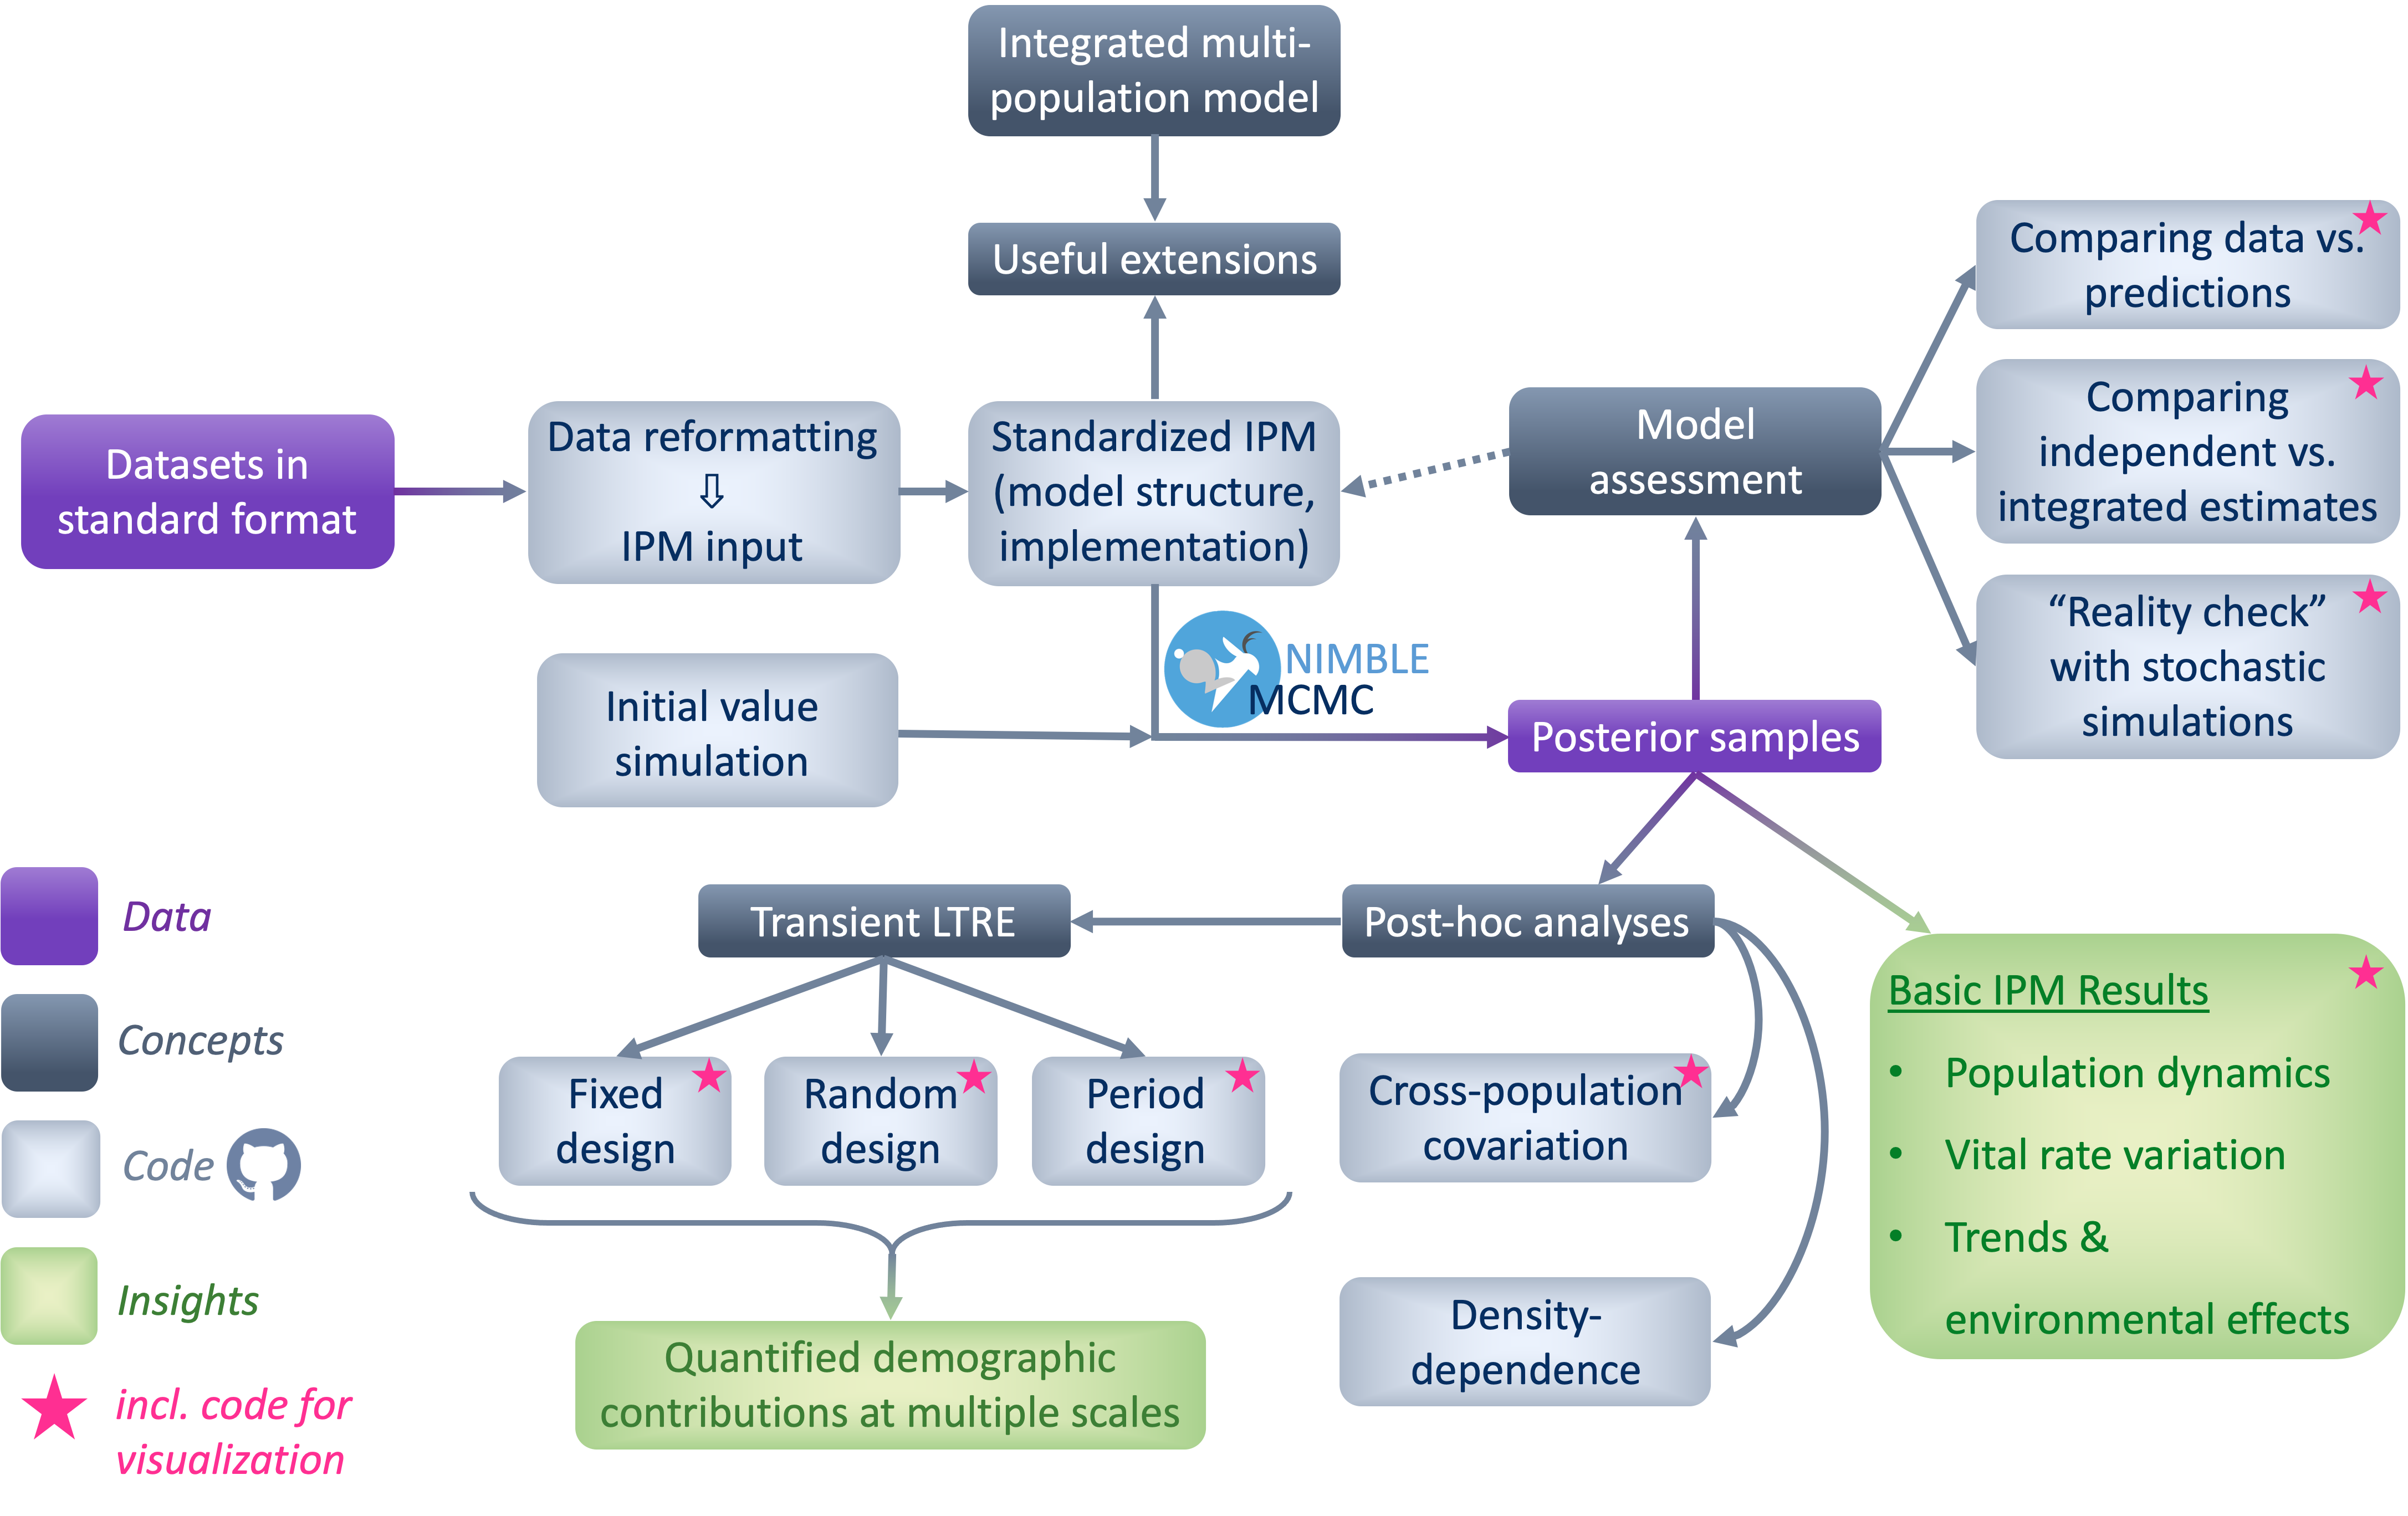 Integrated multi-
population model
Useful extensions
Datasets in
standard format
Data reformatting
⇩
IPM input
Standardized IPM
(model structure,
implementation)
Model
assessment
Comparing data vs.
predictions
Comparing
independent vs.
integrated estimates
“Reality check”
with stochastic
simulations
Initial value
simulation
NIMBLE
MCMC
Posterior samples
Transient LTRE
Post-hoc analyses
Fixed
design
Random
design
Period
design
Cross-population
covariation
Density-
dependence
Quantified demographic
contributions at multiple scales
Basic IPM Results
• Population dynamics
• Vital rate variation
• Trends &
environmental effects
Data
Concepts
Code
Insights
incl. code for
visualization